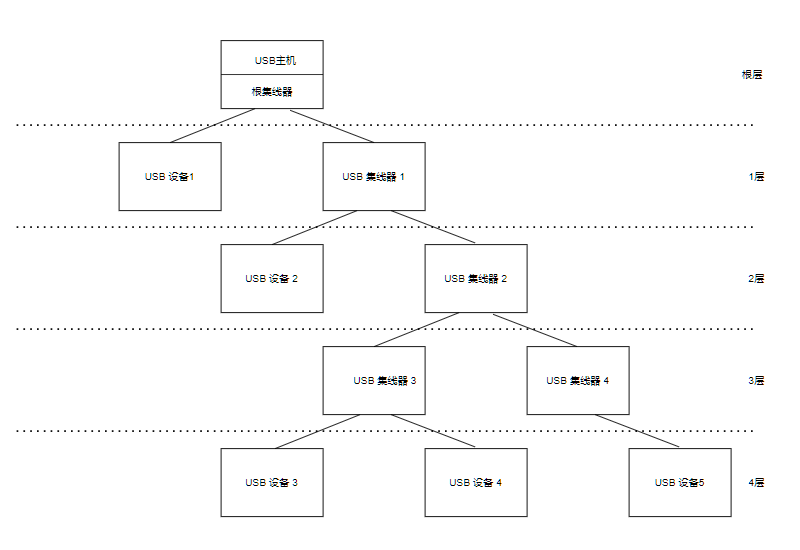 USB主机
根集线器
根层
USB 设备1
USB 集线器 1
1层
USB 设备 2
USB 集线器 2
2层
USB 集线器 3
USB 集线器 4
3层
USB 设备 3
USB 设备 4
USB 设备5
4层